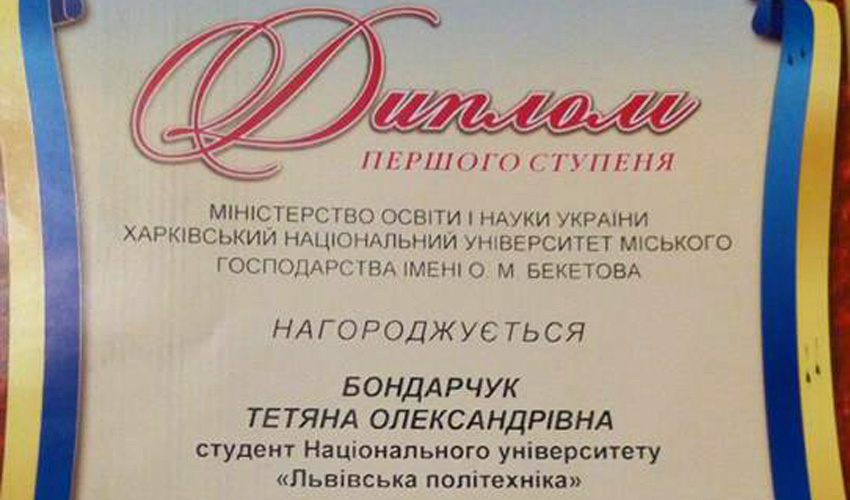 Диплом
ПЕРШОГО СТУПЕНЯ
МІНІСТЕРСТВО ОСВІТИ І НАУКИ УКРАЇНИ
ХАРКІВСЬКИЙ НАЦІОНАЛЬНИЙ УНІВЕРСИТЕТ МІСЬКОГО
ГОСПОДАРСТВА ІМЕНІ О. М. БЕКЕТОВА
НАГОРОДЖУЄТЬСЯ
БОНДАРЧУК
ТЕТЯНА ОЛЕКСАНДРІВНА
студент Національного університету
«Львівська політехніка»